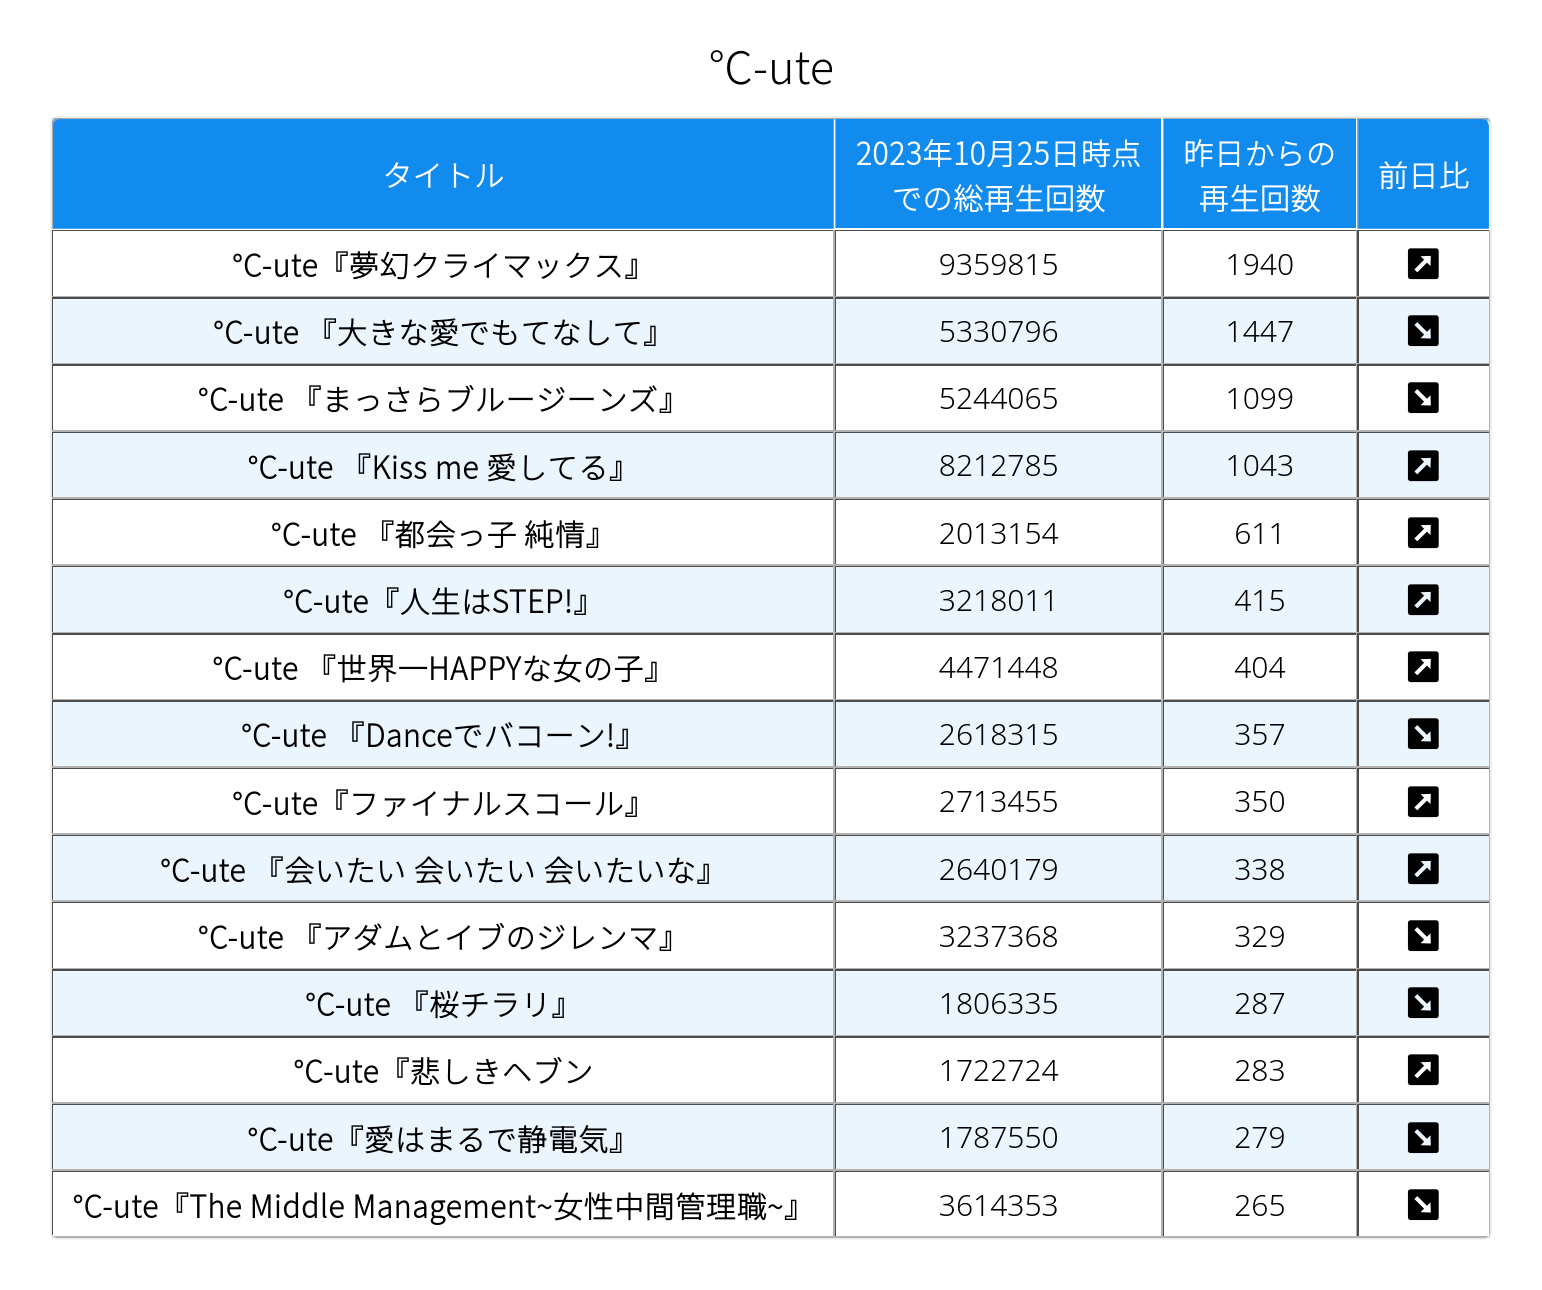 ℃-ute
タイトル
2023年10月25日時点
での総再生回数
昨日からの
再生回数
前日比
℃-ute『夢幻クライマックス』 9359815 1940
℃-ute 『大きな愛でもてなして』 5330796 1447
℃-ute 『まっさらブルージーンズ』 5244065 1099
℃-ute 『Kiss me 愛してる』 8212785 1043
℃-ute 『都会っ子 純情』 2013154 611
℃-ute『人生はSTEP!』 3218011 415
℃-ute 『世界一HAPPYな女の子』 4471448 404
℃-ute 『Danceでバコーン!』 2618315 357
℃-ute『ファイナルスコール』 2713455 350
℃-ute 『会いたい 会いたい 会いたいな』 2640179 338
℃-ute 『アダムとイブのジレンマ』 3237368 329
℃-ute 『桜チラリ』 1806335 287
℃-ute『悲しきヘブン 1722724 283
℃-ute『愛はまるで静電気』 1787550 279
℃-ute『The Middle Management~女性中間管理職~』 3614353 265